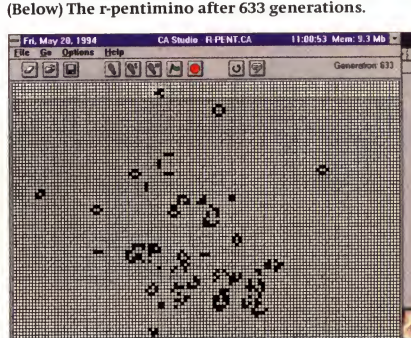 (Below) The r-pentimino after 633 generations.
Fri, May 20, 1994 CA Studio R-PENT.CA 11:00:53 Mem: 9.3 Mb
File Go Options Help
Generation: 633